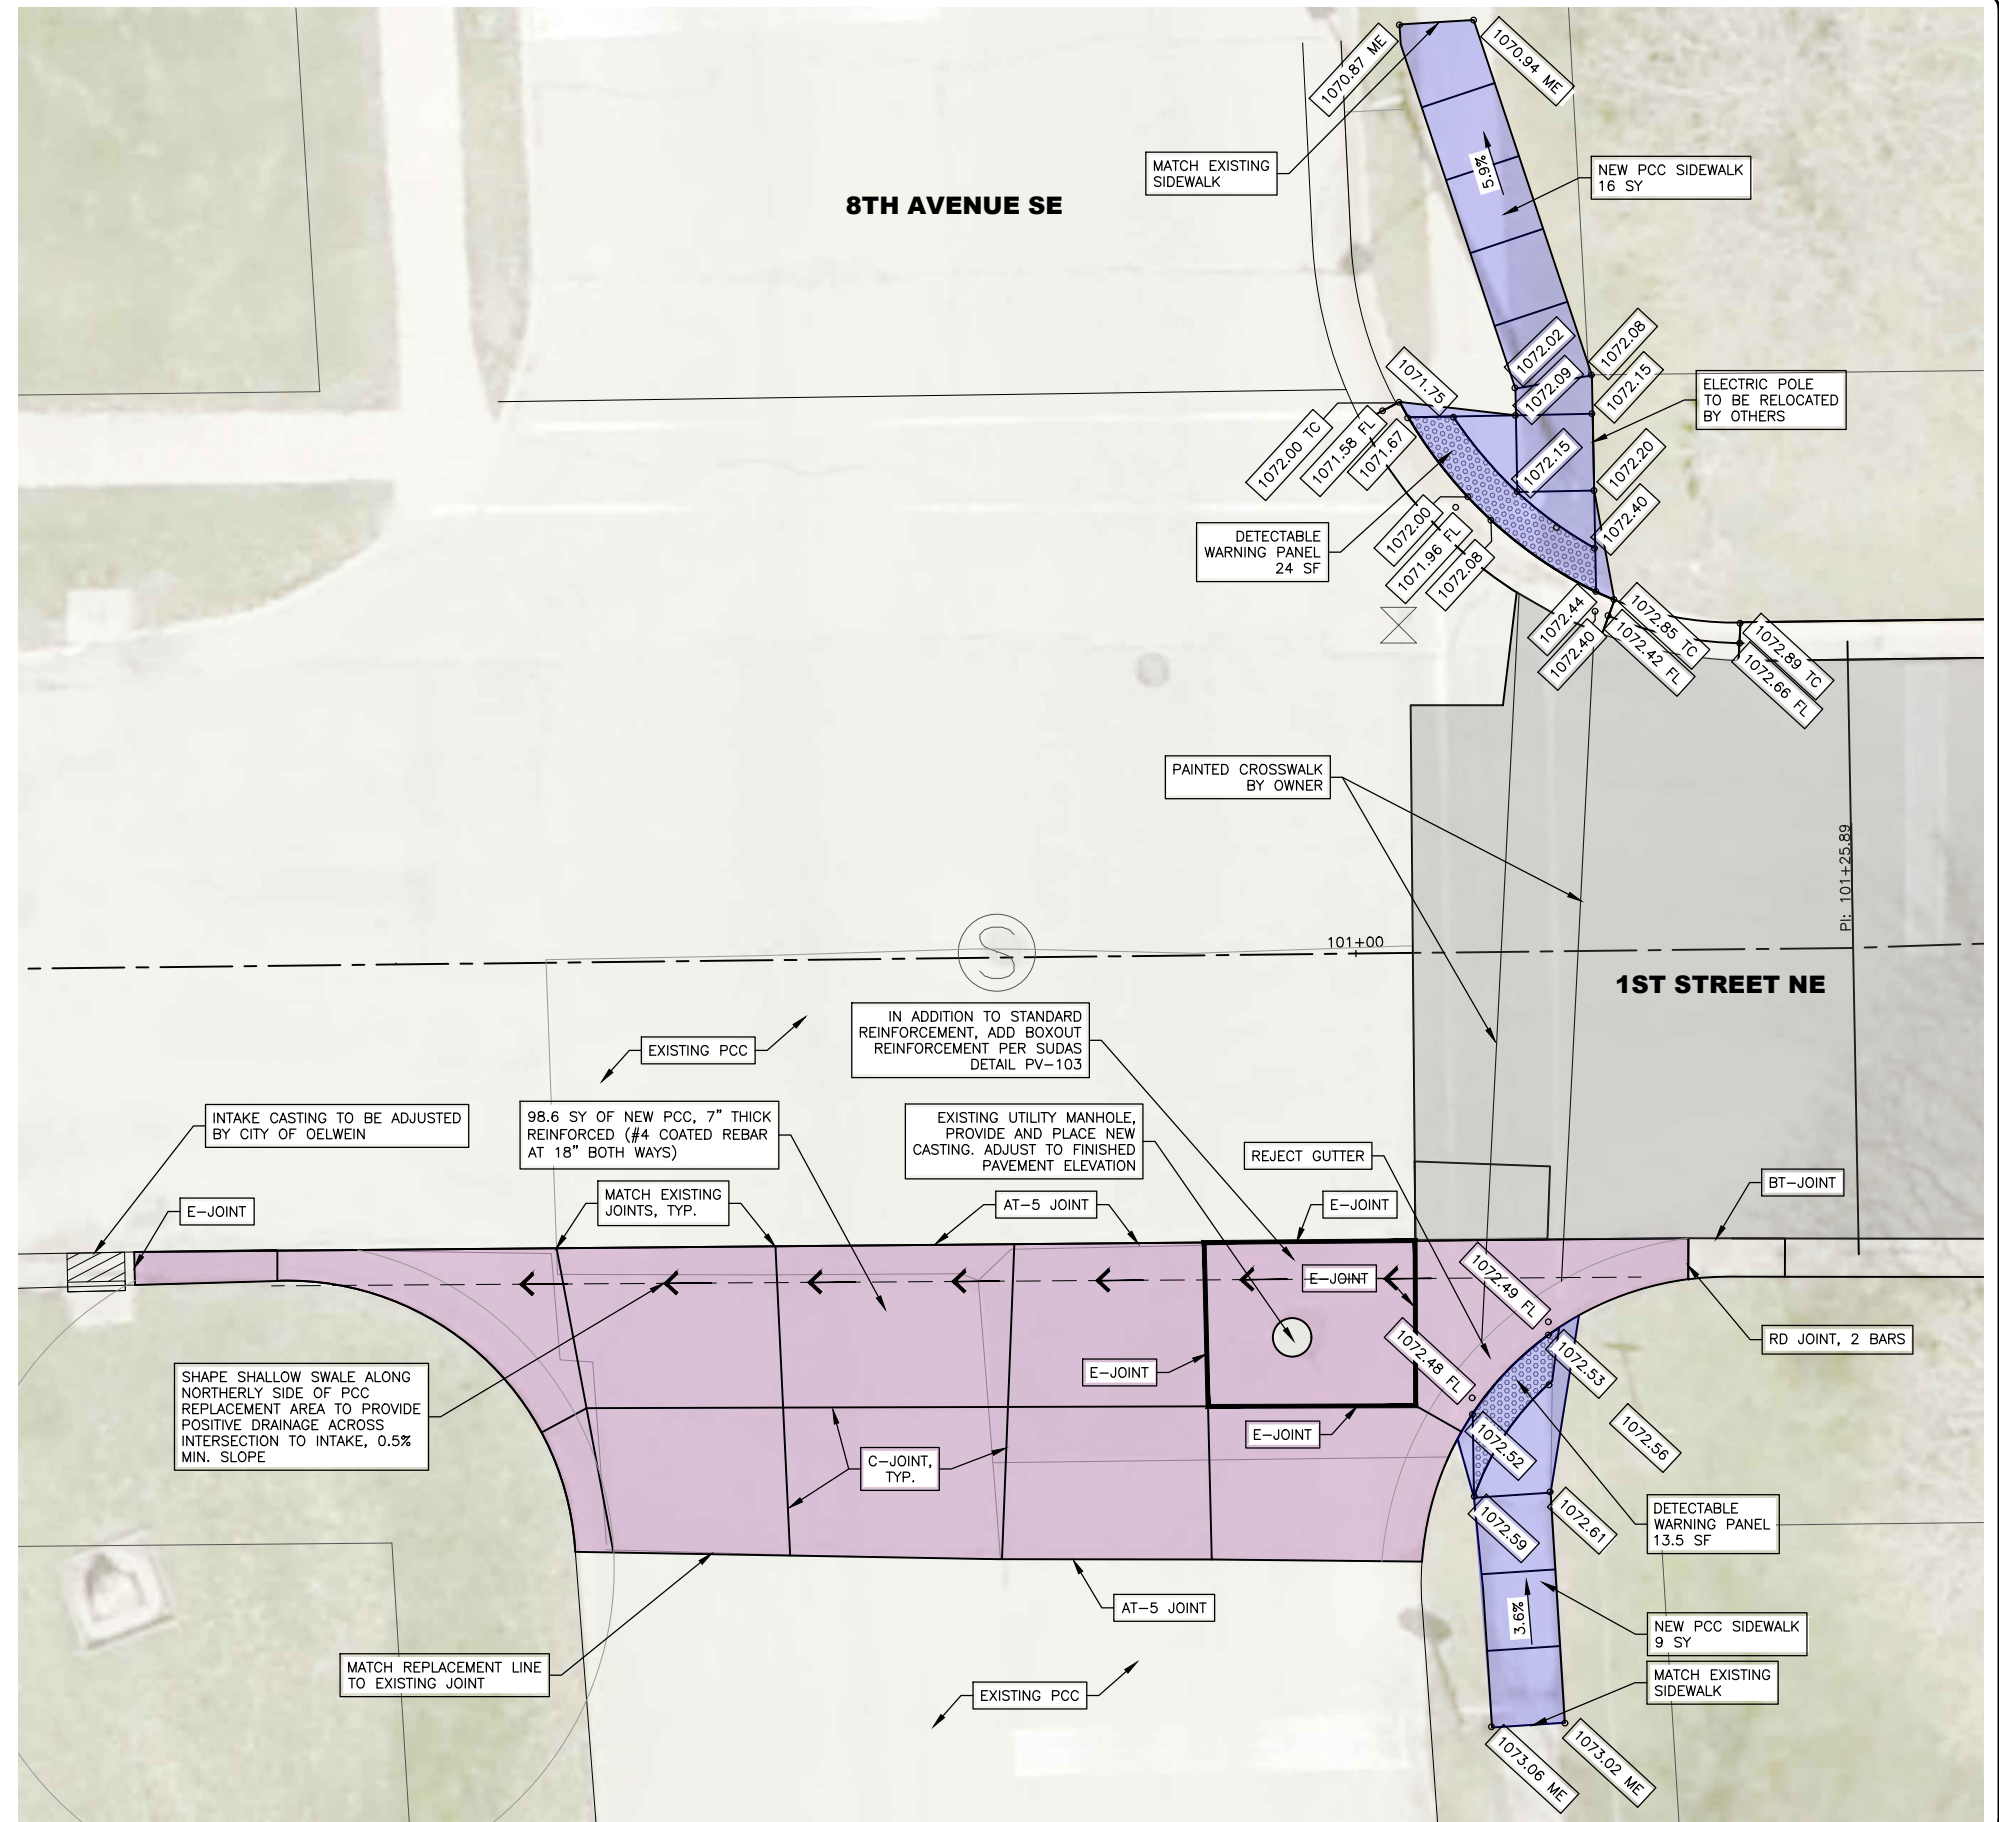 1070.87 ME
1070.94 ME
MATCH EXISTING
SIDEWALK
5.9%
NEW PCC SIDEWALK
16 SY
8TH AVENUE SE
1072.02
1072.08
1072.09
1072.15
1071.75
ELECTRIC POLE
TO BE RELOCATED
BY OTHERS
1072.00 TC
1071.58 FL
1071.67
1072.15
1072.20
1072.40
DETECTABLE
WARNING PANEL
24 SF
1072.00
1071.96 FL
1072.08
1072.44
1072.40
1072.85 TC
1072.42 FL
1072.89 TC
1072.66 FL
PAINTED CROSSWALK
BY OWNER
PI: 101+25.89
101+00
S
1ST STREET NE
IN ADDITION TO STANDARD
REINFORCEMENT, ADD BOXOUT
REINFORCEMENT PER SUDAS
DETAIL PV-103
EXISTING PCC
INTAKE CASTING TO BE ADJUSTED
BY CITY OF OELWEIN
98.6 SY OF NEW PCC, 7" THICK
REINFORCED (#4 COATED REBAR
AT 18" BOTH WAYS)
EXISTING UTILITY MANHOLE,
PROVIDE AND PLACE NEW
CASTING. ADJUST TO FINISHED
PAVEMENT ELEVATION
REJECT GUTTER
BT-JOINT
E-JOINT
MATCH EXISTING
JOINTS, TYP.
AT-5 JOINT
E-JOINT
E-JOINT
1072.49 FL
1072.48 FL
RD JOINT, 2 BARS
SHAPE SHALLOW SWALE ALONG
NORTHERLY SIDE OF PCC
REPLACEMENT AREA TO PROVIDE
POSITIVE DRAINAGE ACROSS
INTERSECTION TO INTAKE, 0.5%
MIN. SLOPE
E-JOINT
1072.53
E-JOINT
1072.52
1072.56
C-JOINT,
TYP.
1072.59
1072.61
DETECTABLE
WARNING PANEL
13.5 SF
AT-5 JOINT
3.6%
NEW PCC SIDEWALK
9 SY
MATCH REPLACEMENT LINE
TO EXISTING JOINT
EXISTING PCC
MATCH EXISTING
SIDEWALK
1073.06 ME
1073.02 ME